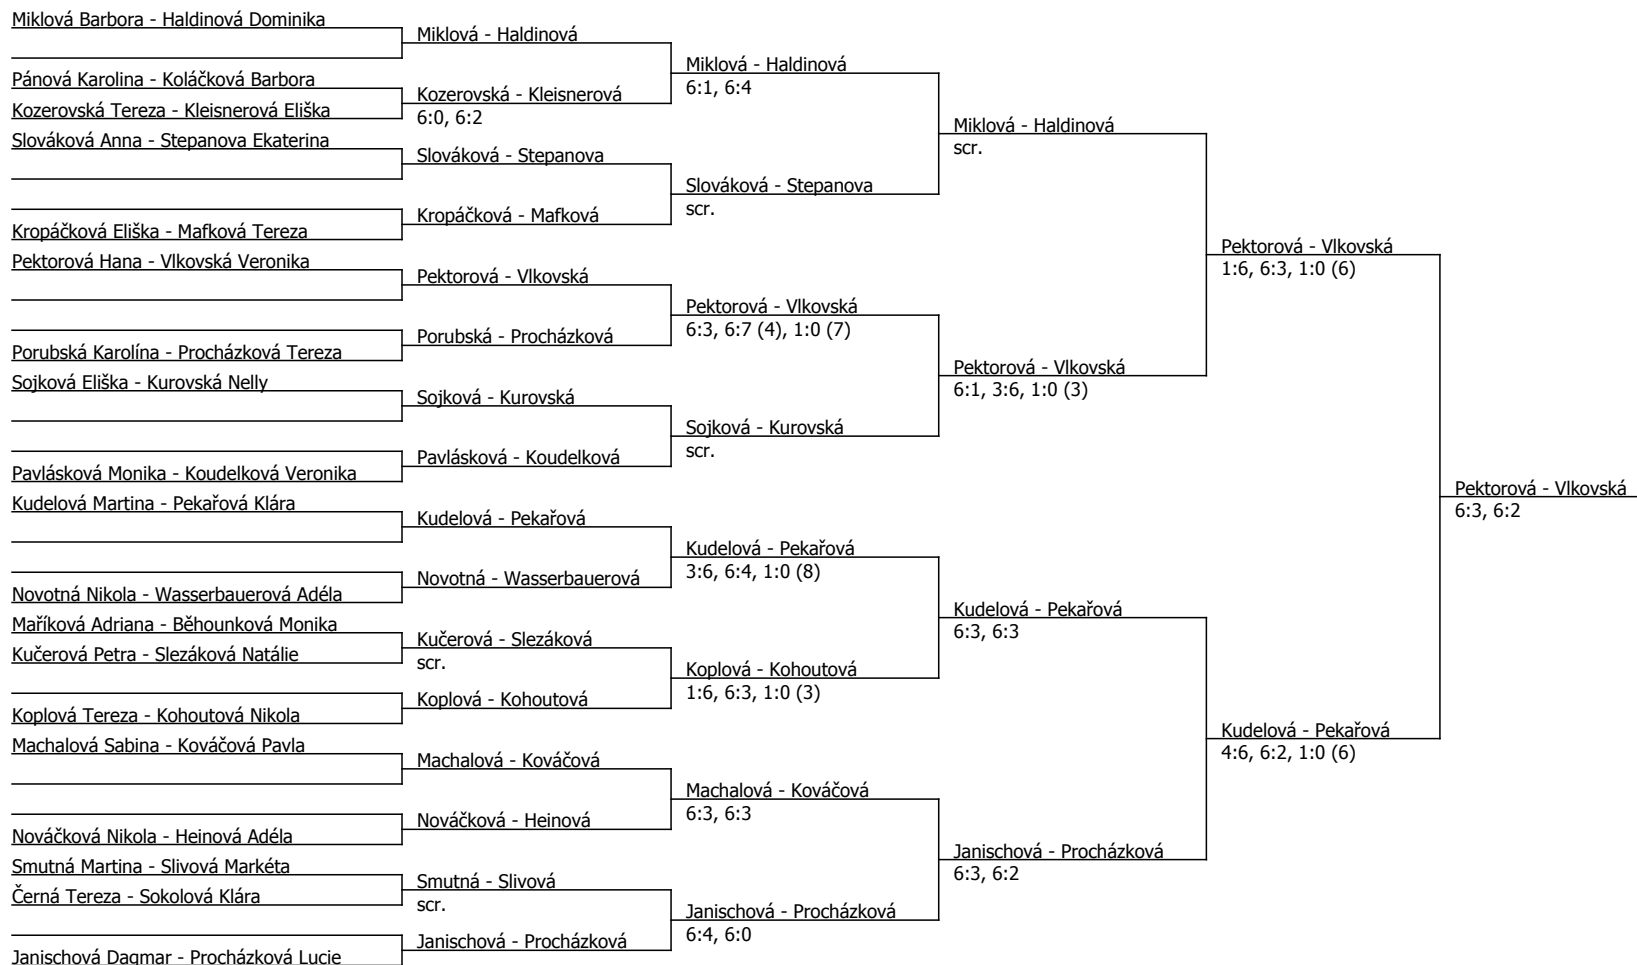 Miklová Barbora - Haldinová Dominika
Pánová Karolina - Koláčková Barbora
Kozerovská Tereza - Kleisnerová Eliška
Slováková Anna - Stepanova Ekaterina
Kropáčková Eliška - Mafková Tereza
Pektorová Hana - Vlkovská Veronika
Porubská Karolína - Procházková Tereza
Sojková Eliška - Kurovská Nelly
Pavlásková Monika - Koudelková Veronika
Kudelová Martina - Pekařová Klára
Novotná Nikola - Wasserbauerová Adéla
Maříková Adriana - Běhounková Monika
Kučerová Petra - Slezáková Natálie
Koplová Tereza - Kohoutová Nikola
Machalová Sabina - Kováčová Pavla
Nováčková Nikola - Heinová Adéla
Smutná Martina - Slivová Markéta
Černá Tereza - Sokolová Klára
Janischová Dagmar - Procházková Lucie
Miklová - Haldinová
Kozerovská - Kleisnerová
6:0, 6:2
Slováková - Stepanova
Kropáčková - Mafková
Pektorová - Vlkovská
Porubská - Procházková
Sojková - Kurovská
Pavlásková - Koudelková
Kudelová - Pekařová
Novotná - Wasserbauerová
Kučerová - Slezáková
scr.
Koplová - Kohoutová
Machalová - Kováčová
Nováčková - Heinová
Smutná - Slivová
scr.
Janischová - Procházková
Miklová - Haldinová
6:1, 6:4
Slováková - Stepanova
scr.
Pektorová - Vlkovská
6:3, 6:7 (4), 1:0 (7)
Sojková - Kurovská
scr.
Kudelová - Pekařová
3:6, 6:4, 1:0 (8)
Koplová - Kohoutová
1:6, 6:3, 1:0 (3)
Machalová - Kováčová
6:3, 6:3
Janischová - Procházková
6:4, 6:0
Miklová - Haldinová
scr.
Pektorová - Vlkovská
6:1, 3:6, 1:0 (3)
Kudelová - Pekařová
6:3, 6:3
Janischová - Procházková
6:3, 6:2
Pektorová - Vlkovská
1:6, 6:3, 1:0 (6)
Kudelová - Pekařová
4:6, 6:2, 1:0 (6)
Pektorová - Vlkovská
6:3, 6:2